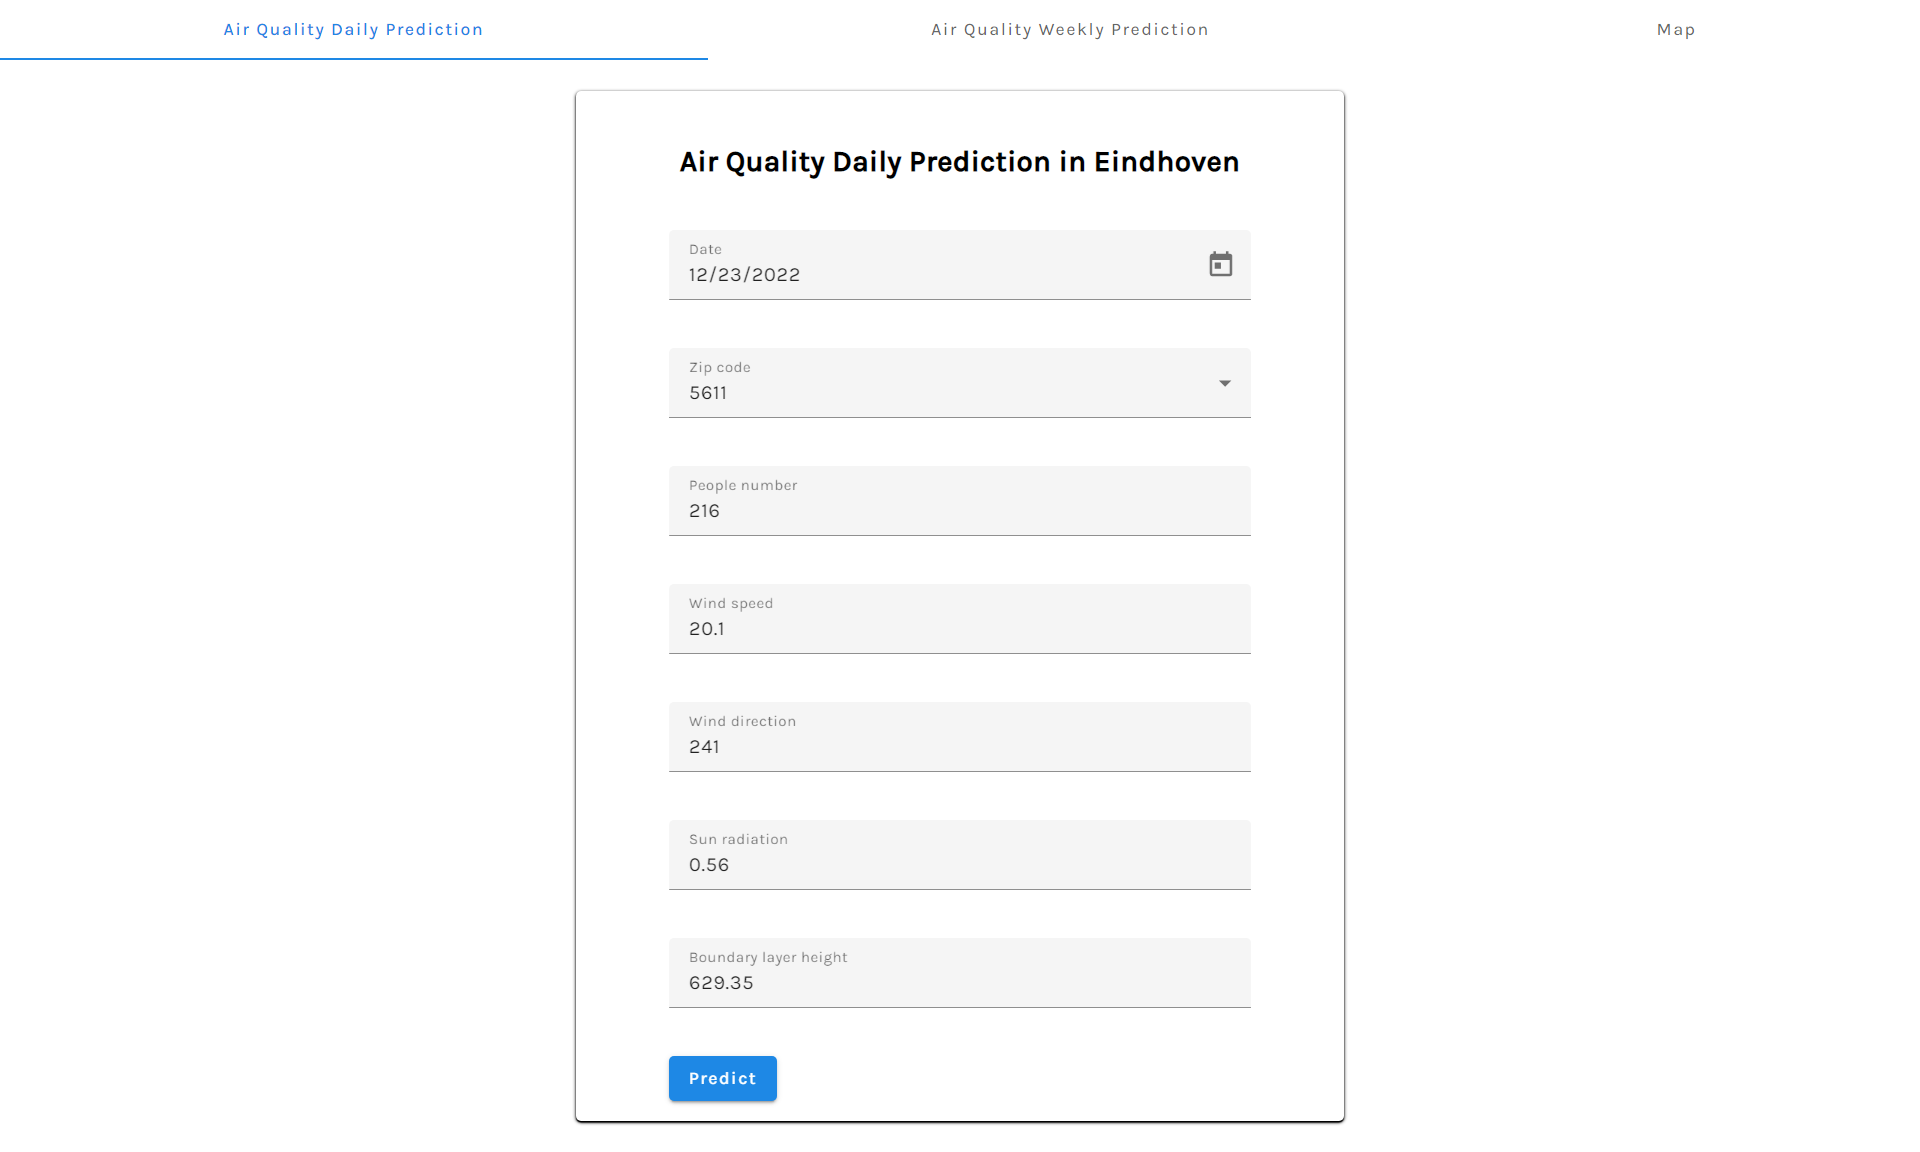 Air Quality Daily Prediction
Air Quality Weekly Prediction
Map
Air Quality Daily Prediction in Eindhoven
Date
12/23/2022
Zip code
5611
People number
216
Wind speed
20.1
Wind direction
241
Sun radiation
0.56
Boundary layer height
629.35
Predict